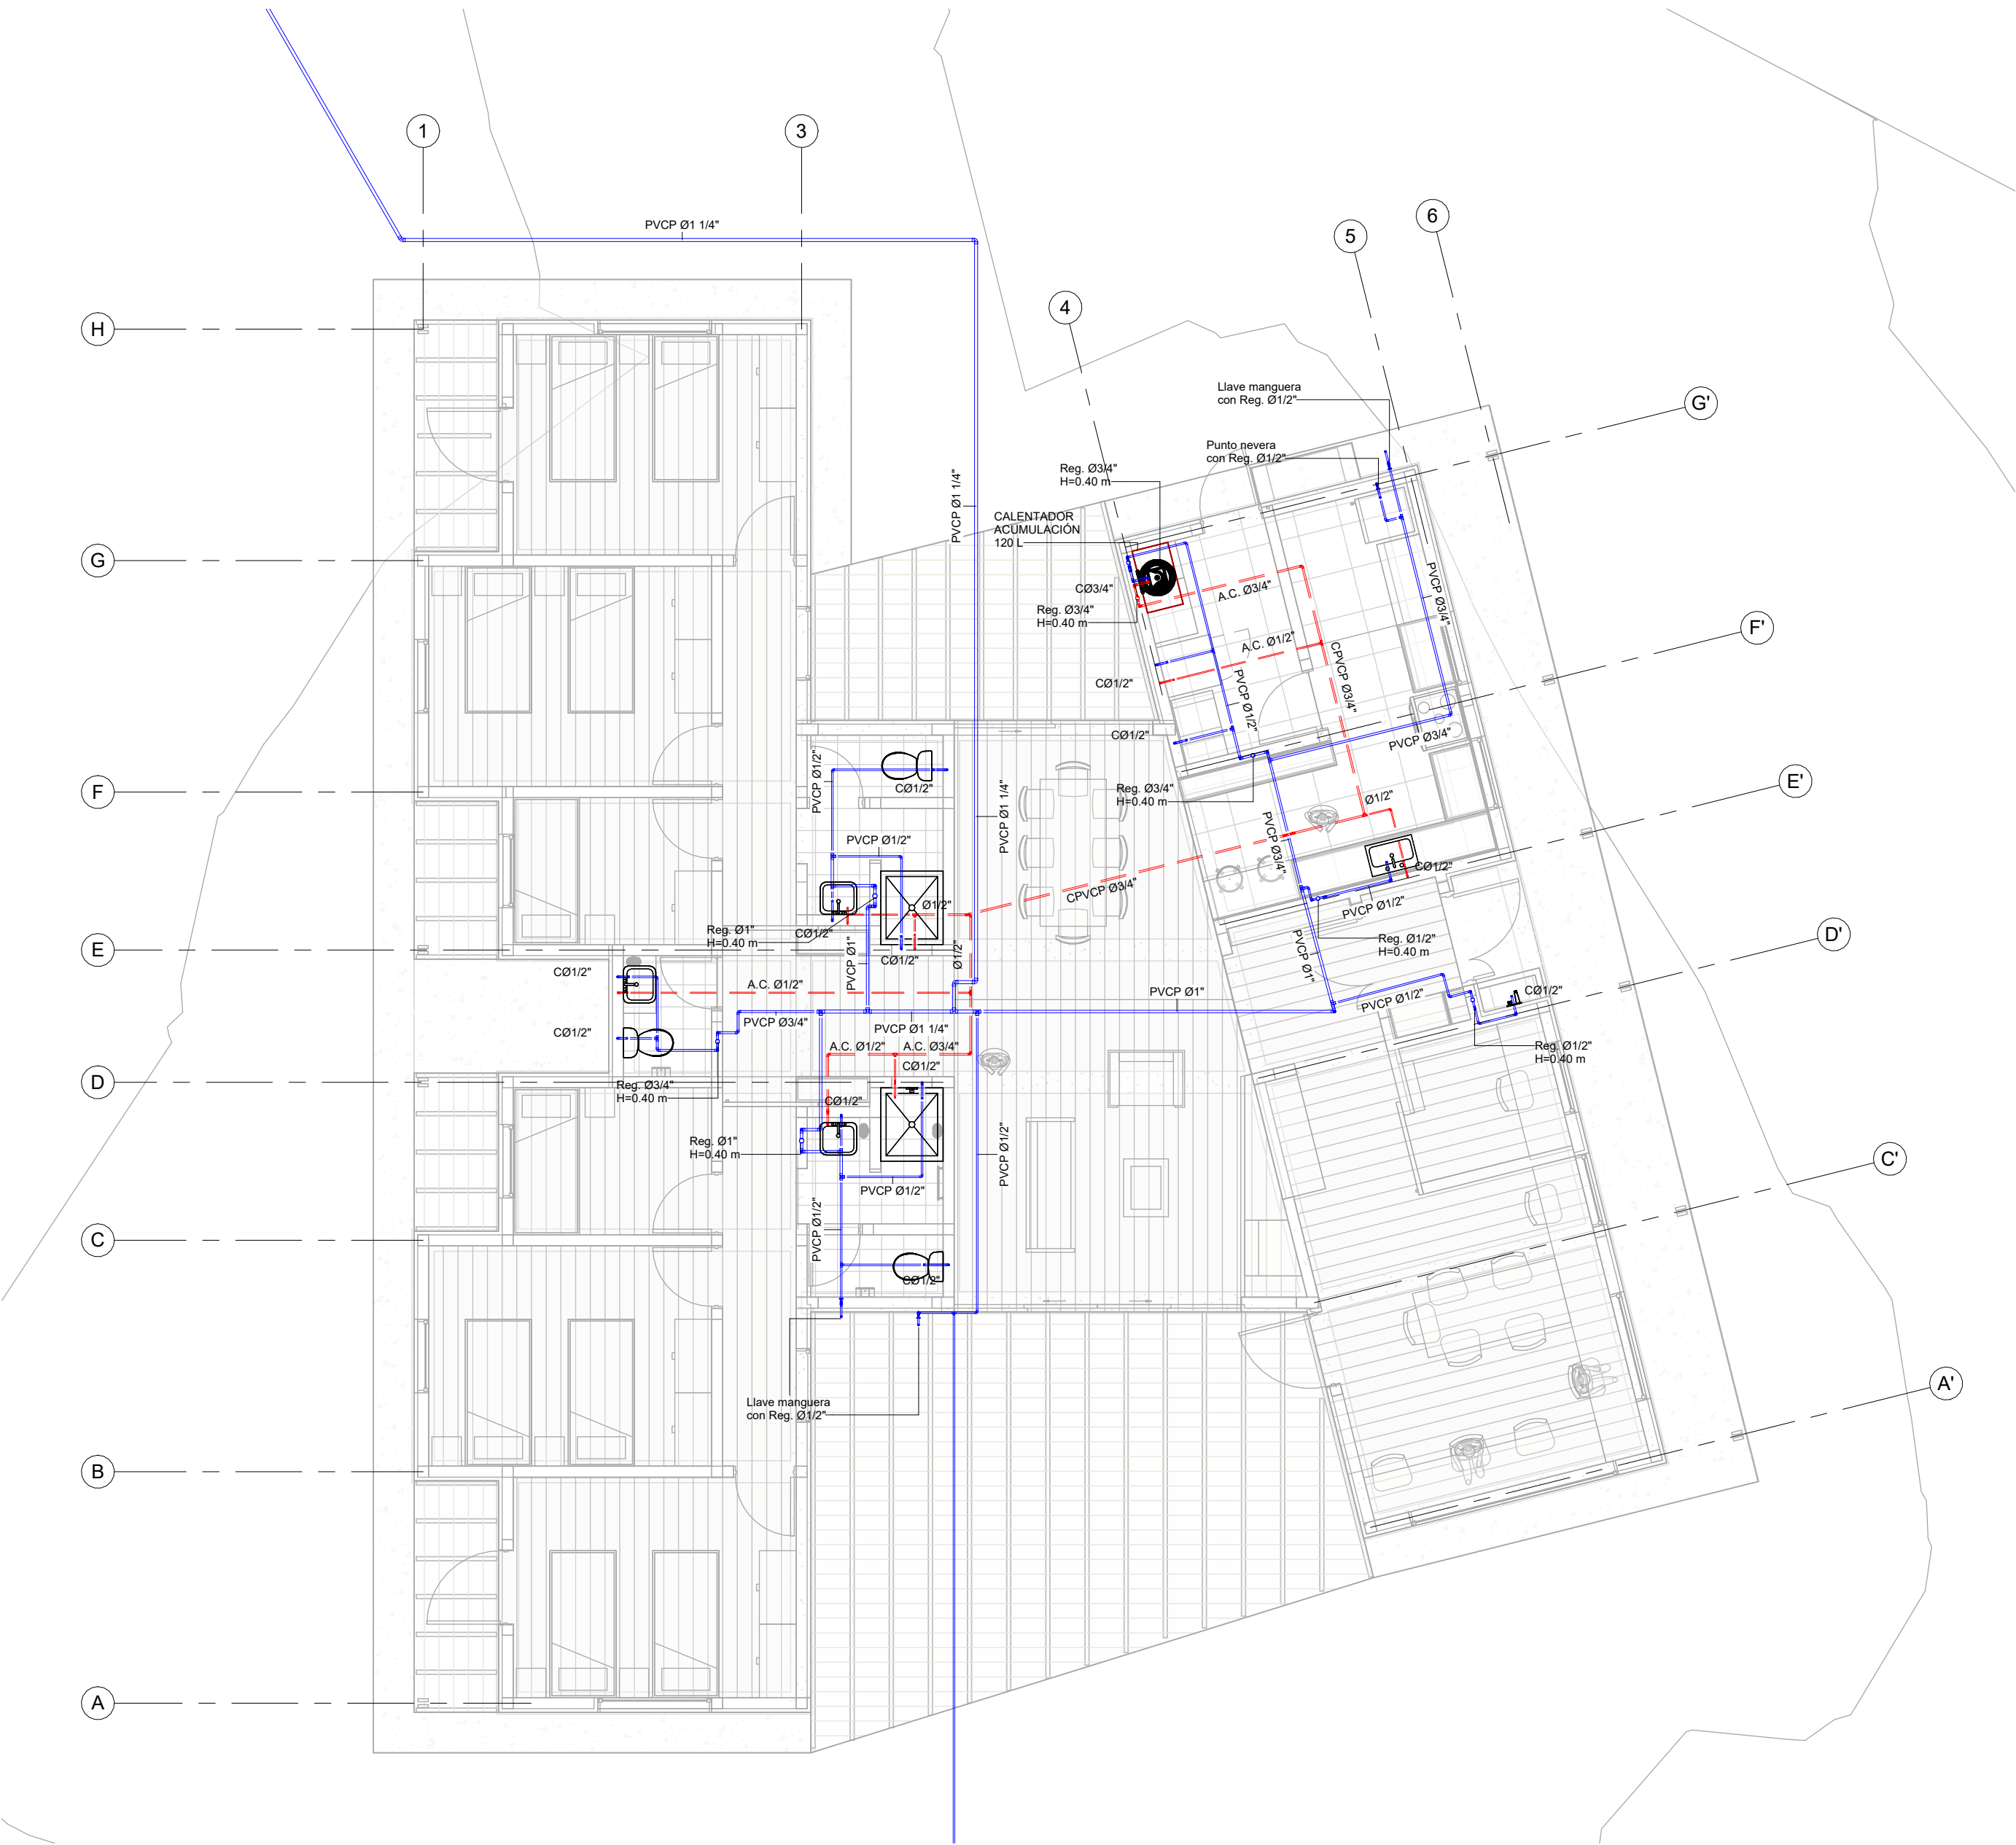 1
3
PVCP Ø1 1/4"
6
5
4
H
G'
Llave manguera
con Reg. Ø1/2"
Punto nevera
con Reg. Ø1/2"
Reg. Ø3/4"
H=0.40 m
PVCP Ø1 1/4"
CALENTADOR
ACUMULACIÓN
120 L
G
CØ3/4"
A.C. Ø3/4"
PVCP Ø3/4"
Reg. Ø3/4"
H=0.40 m
F'
A.C. Ø1/2"
CPVCP Ø3/4"
CØ1/2"
PVCP Ø1/2"
CØ1/2"
PVCP Ø3/4"
PVCP Ø1/2"
CØ1/2"
F
PVCP Ø1 1/4"
Reg. Ø3/4"
H=0.40 m
Ø1/2"
E'
PVCP Ø1/2"
PVCP Ø3/4"
CØ1/2"
CPVCP Ø3/4"
Ø1/2"
PVCP Ø1/2"
Reg. Ø1"
H=0.40 m
CØ1/2"
E
CØ1/2"
Ø1/2"
PVCP Ø1"
PVCP Ø1"
Reg. Ø1/2"
H=0.40 m
D'
CØ1/2"
A.C. Ø1/2"
PVCP Ø1"
PVCP Ø1/2"
CØ1/2"
CØ1/2"
PVCP Ø3/4"
PVCP Ø1 1/4"
A.C. Ø1/2"
A.C. Ø3/4"
Reg. Ø1/2"
H=0.40 m
CØ1/2"
D
Reg. Ø3/4"
H=0.40 m
CØ1/2"
Reg. Ø1"
H=0.40 m
PVCP Ø1/2"
C'
PVCP Ø1/2"
PVCP Ø1/2"
C
CØ1/2"
A'
Llave manguera
con Reg. Ø1/2"
B
A